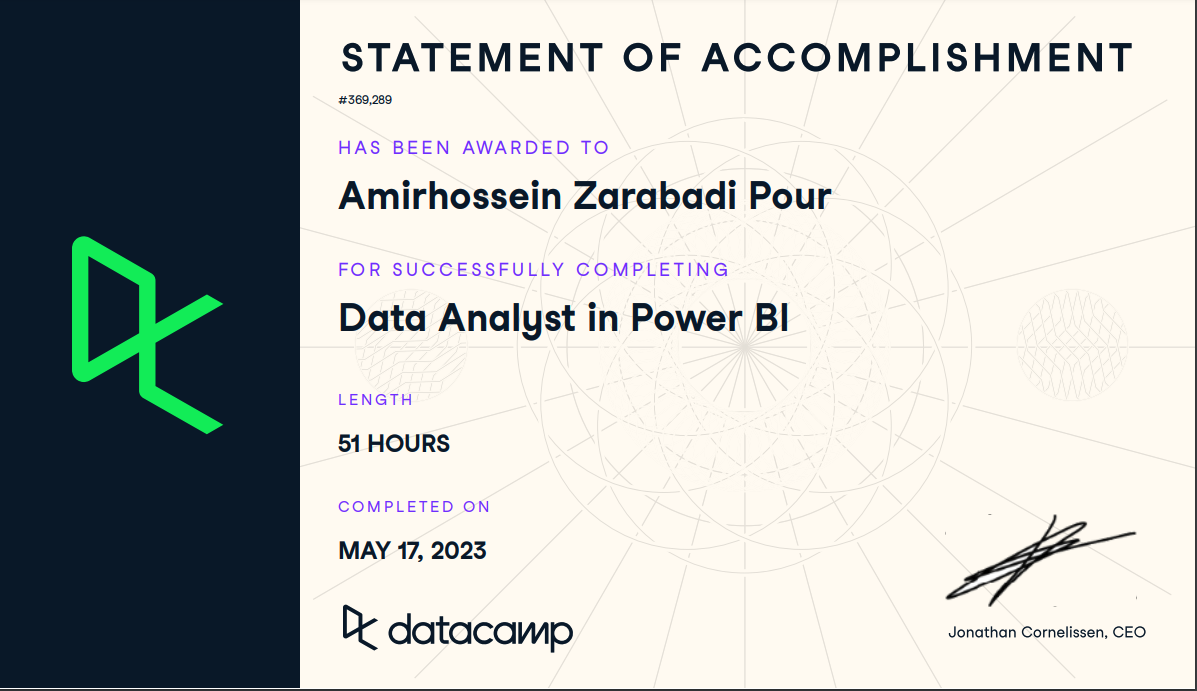 STATEMENT OF ACCOMPLISHMENT
#369,289
HAS BEEN AWARDED TO
Amirhossein Zarabadi Pour
FOR SUCCESSFULLY COMPLETING
Data Analyst in Power BI
LENGTH
51 HOURS
COMPLETED ON
MAY 17, 2023
datacamp
Jonathan Cornelissen, CEO